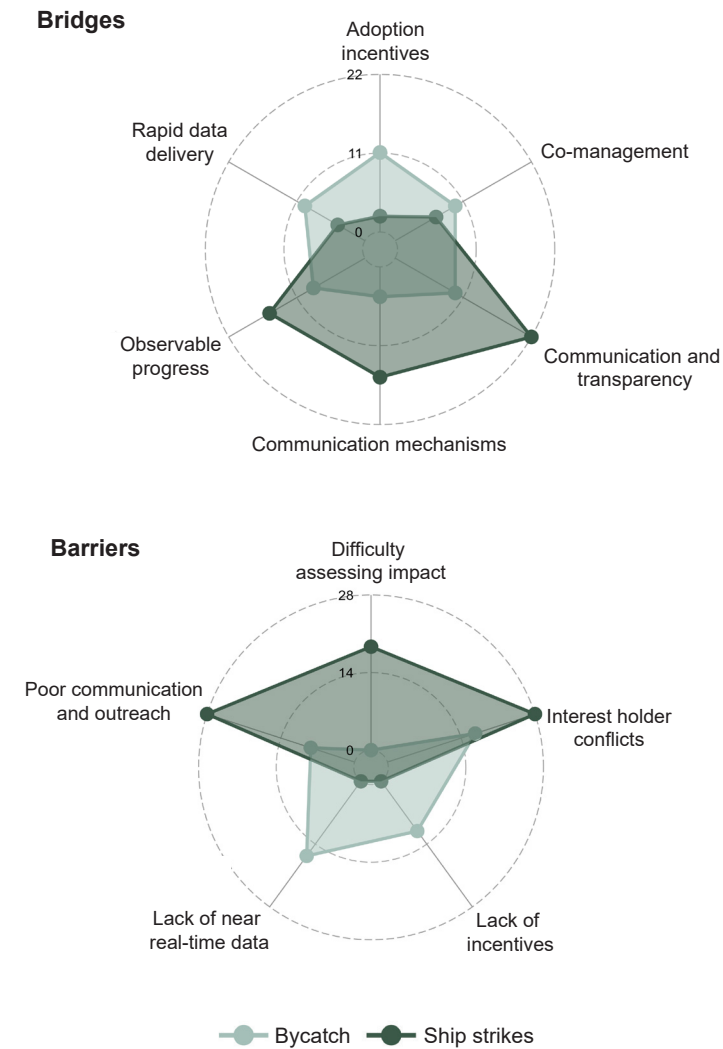 Bridges
Adoption
incentives
22
Rapid data
delivery
11
Co-management
0
Observable
progress
Communication and
transparency
Communication mechanisms
Barriers
Difficulty
assessing impact
28
14
Poor communication
and outreach
Interest holder
conflicts
0
Lack of near
real-time data
Lack of
incentives
Bycatch
Ship strikes